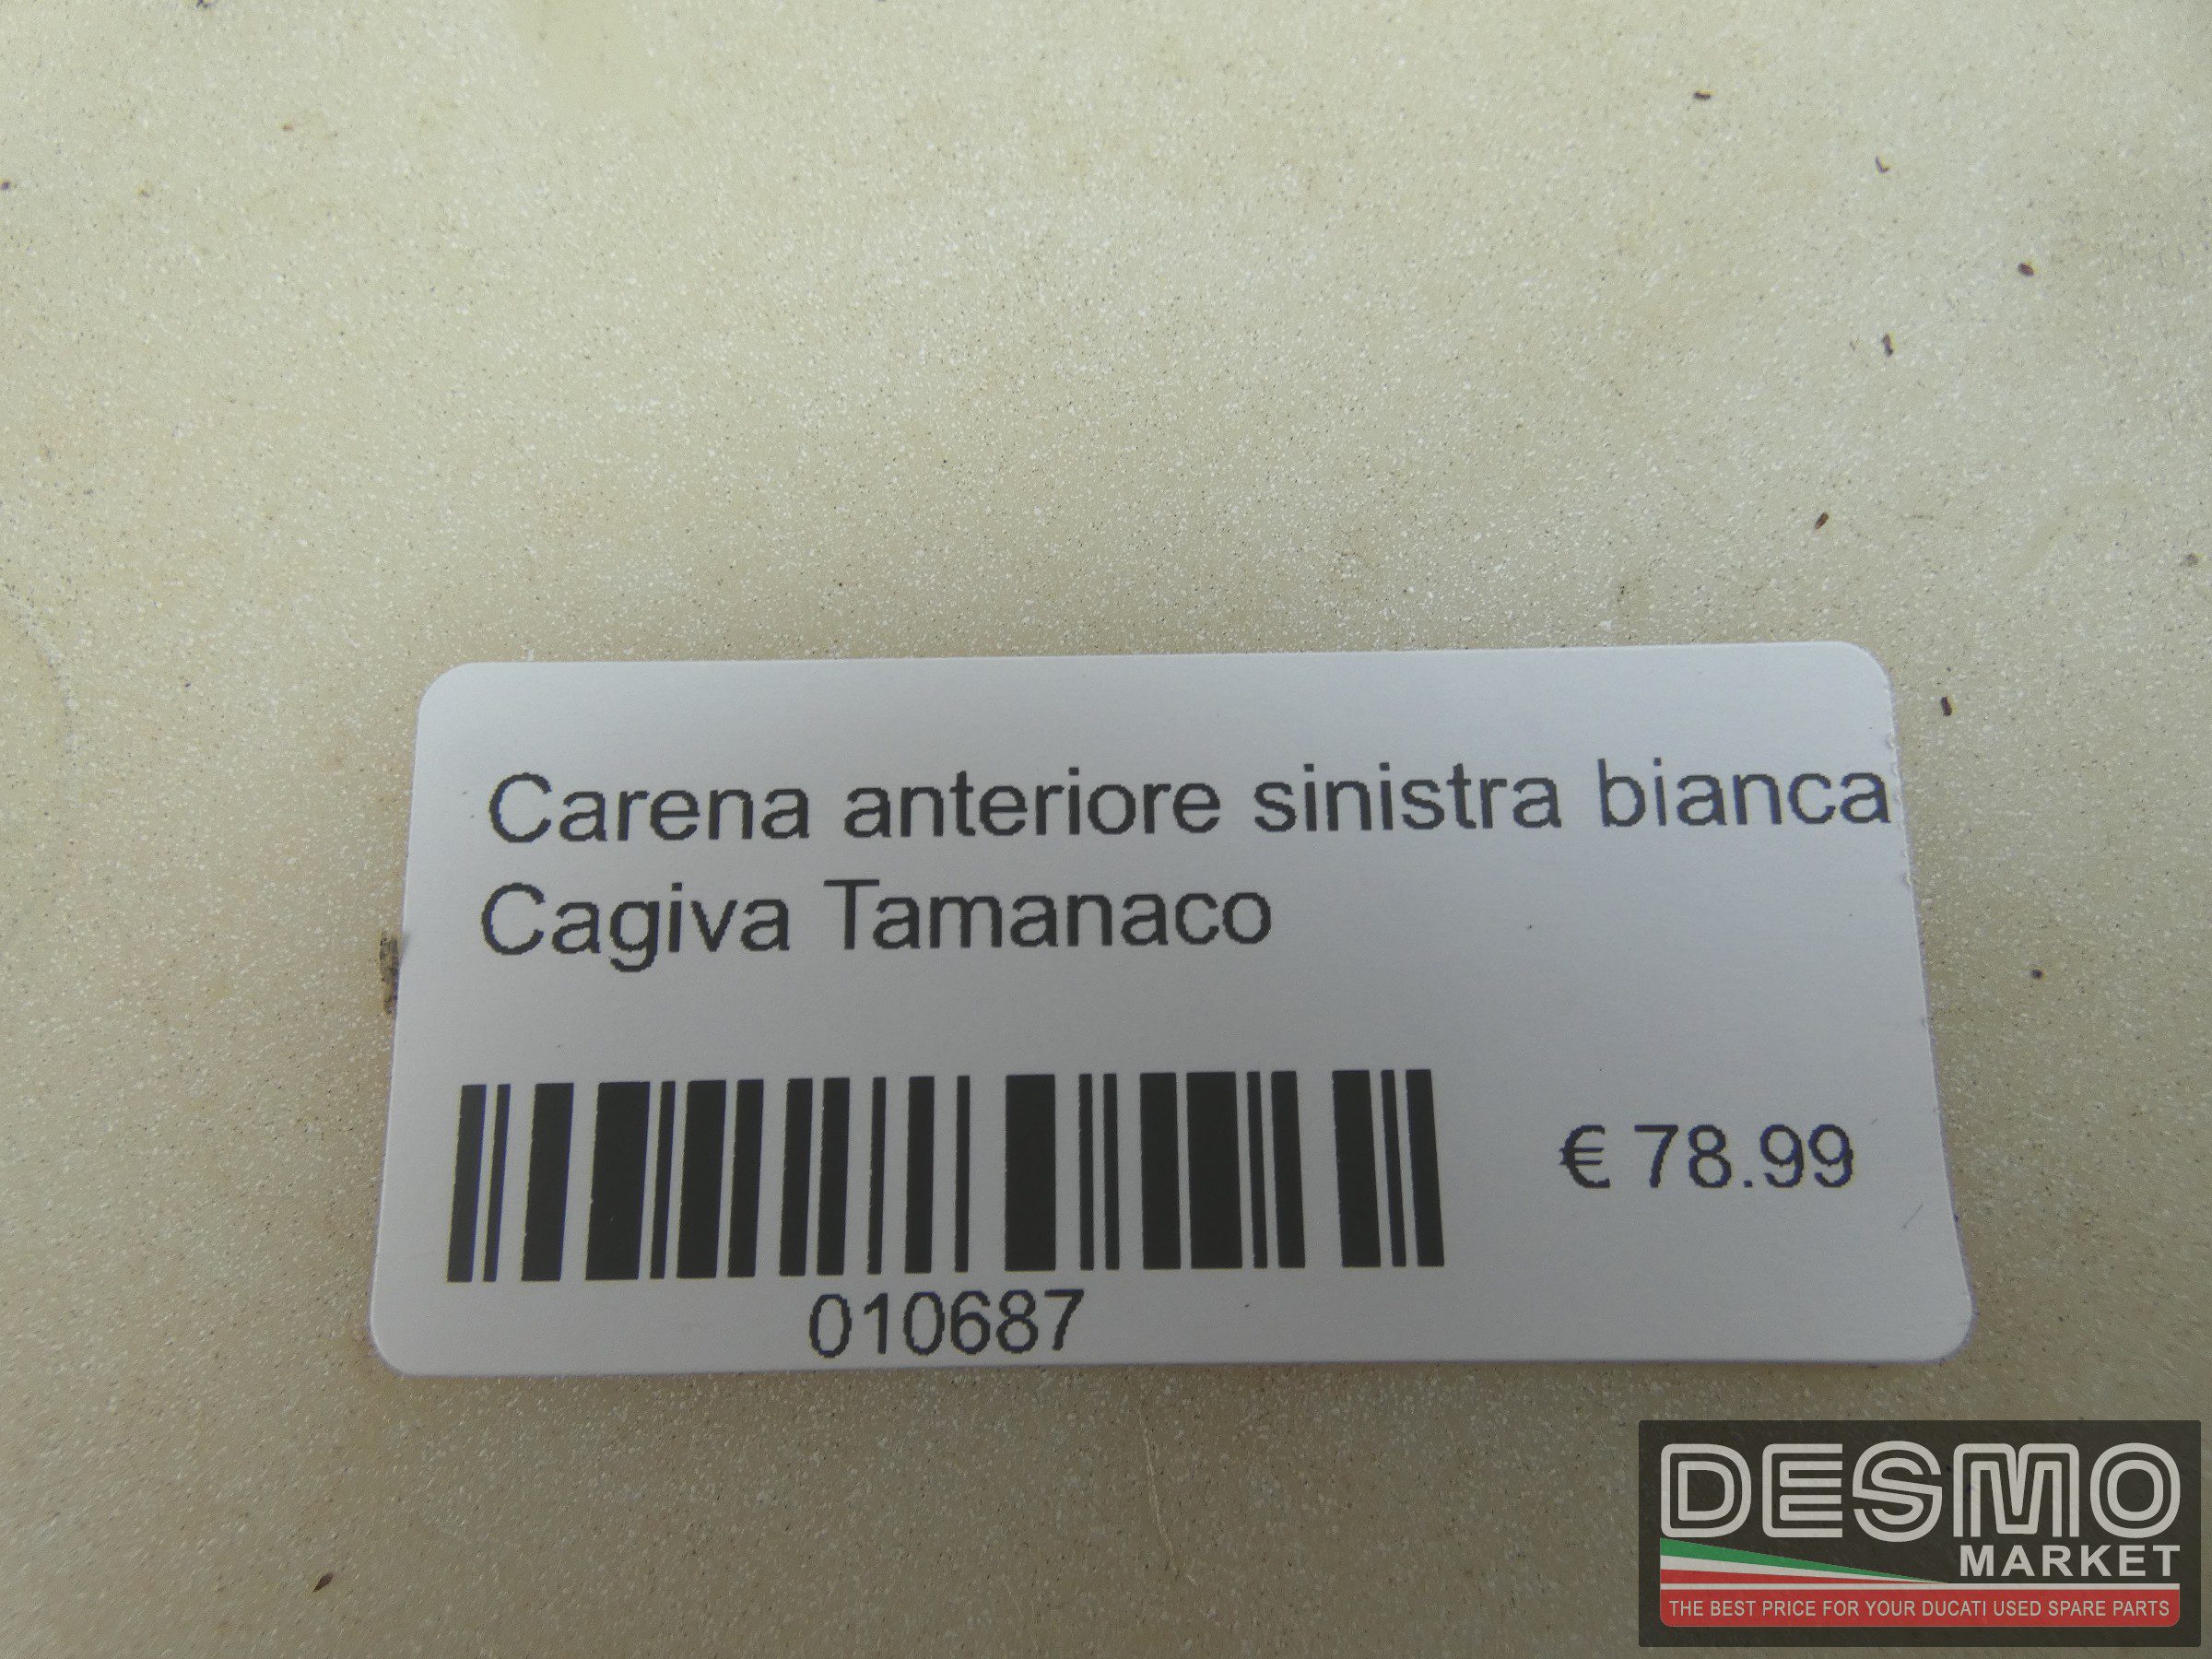 Carena anteriore sinistra bianca
Cagiva Tamanaco
€ 78.99
010687
DESMO
MARKET
THE BEST PRICE FOR YOUR DUCATI USED SPARE PARTS